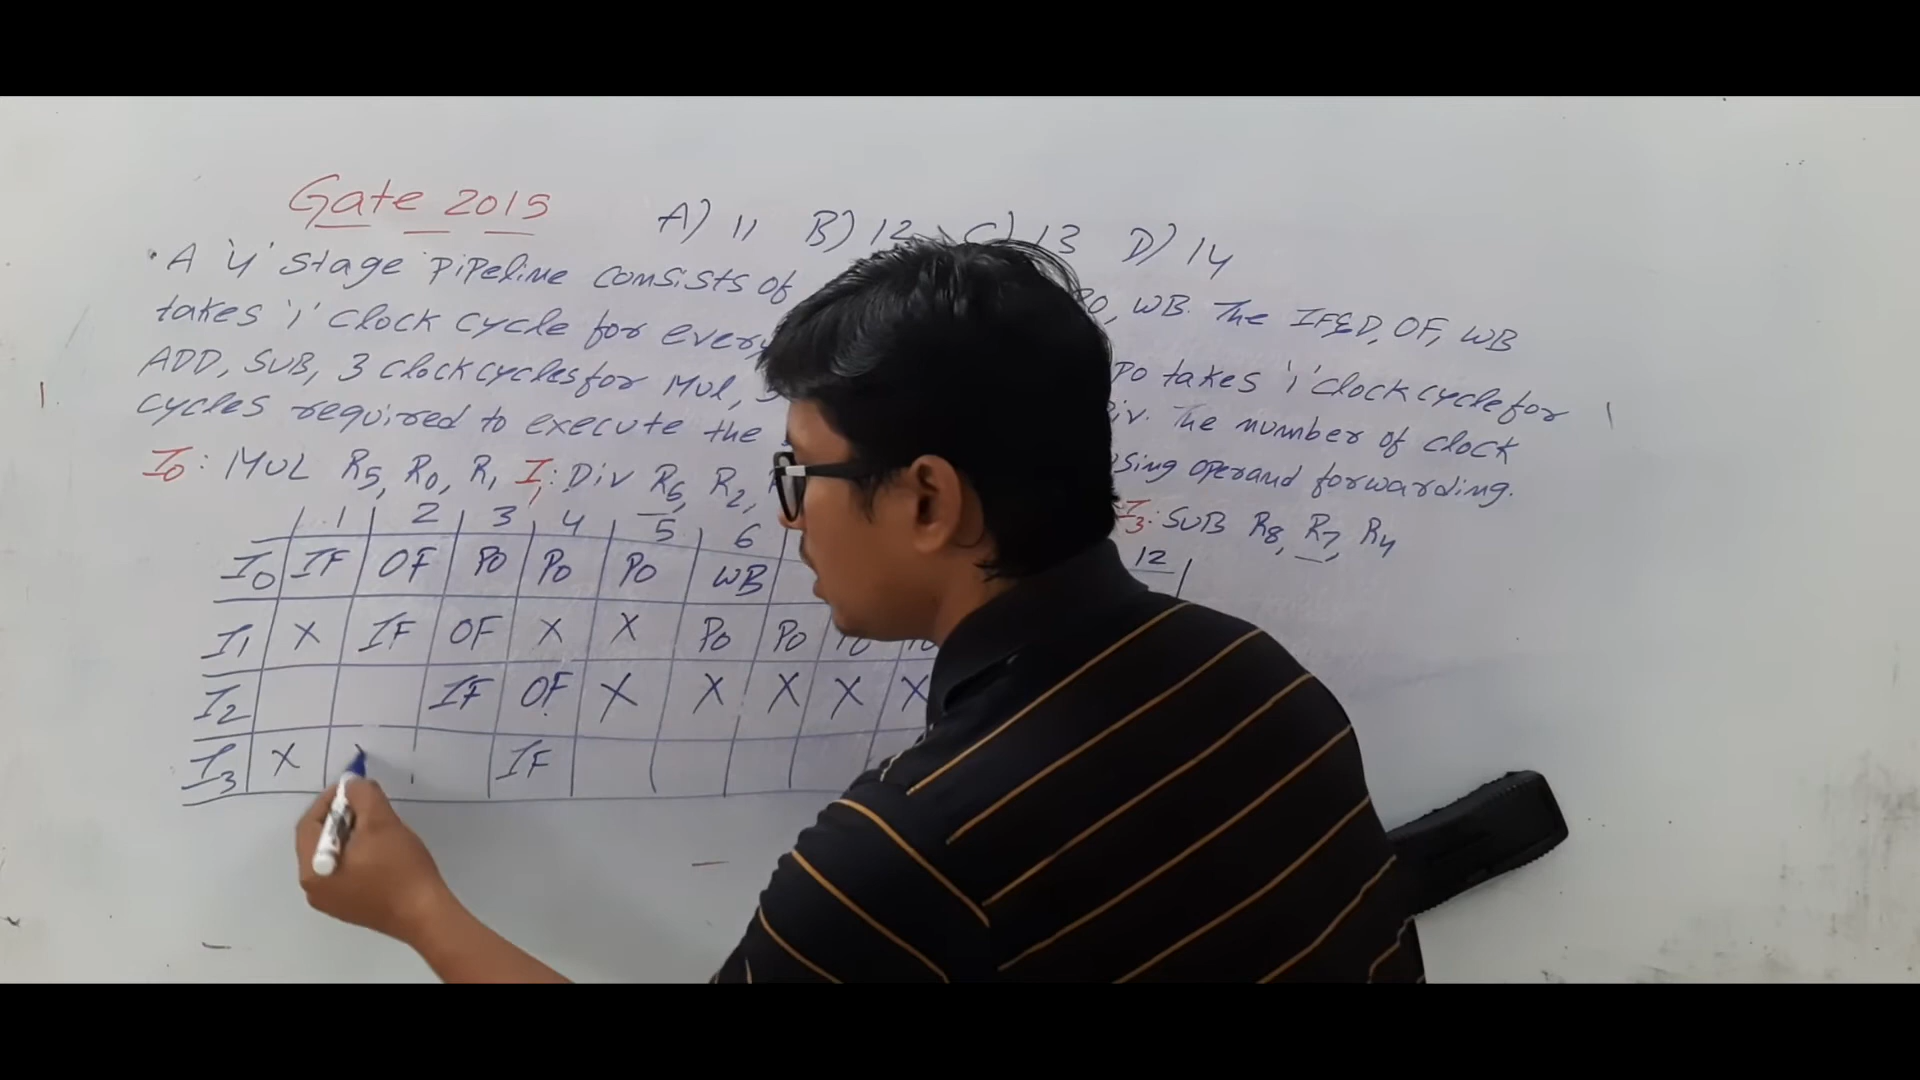 Gate 2015
A) 11 B) 12 C) 13 D) 14
A '4' stage pipeline consists of PO, WB. The IF&D, OF, WB
takes '1' clock cycle for every PO takes '1' clock cycle for
ADD, SUB, 3 clock cycles for MUL, Div. The number of clock
cycles required to execute the using operand forwarding.
I0: MUL R5, R0, R1 I1: Div R6, R2, I3: SUB R8, R7, R4
1 2 3 4 5 6 12
I0 IF OF PO PO PO WB
I1 X IF OF X X PO PO PO PO
I2 IF OF X X X X X
I3 X IF